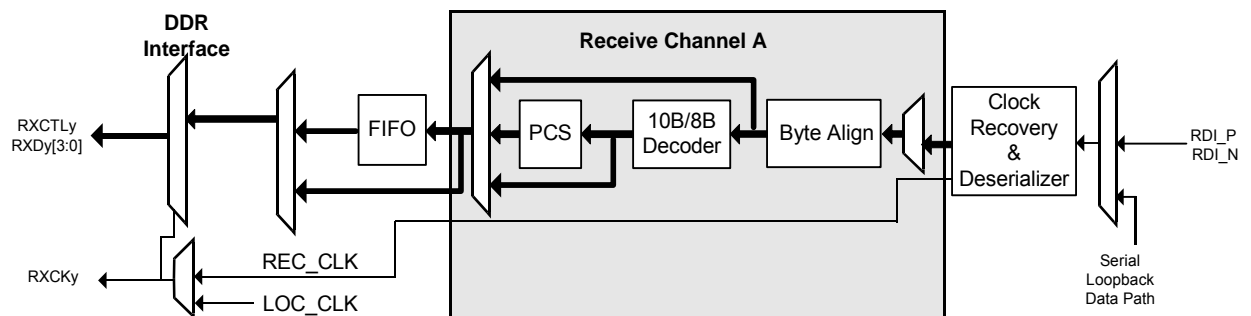 DDR
Interface
Receive Channel A
RXCTLy
RXDy[3:0]
FIFO
PCS
10B/8B
Decoder
Byte Align
Clock
Recovery
&
Deserializer
RDI_P
RDI_N
RXCKy
REC_CLK
LOC_CLK
Serial
Loopback
Data Path